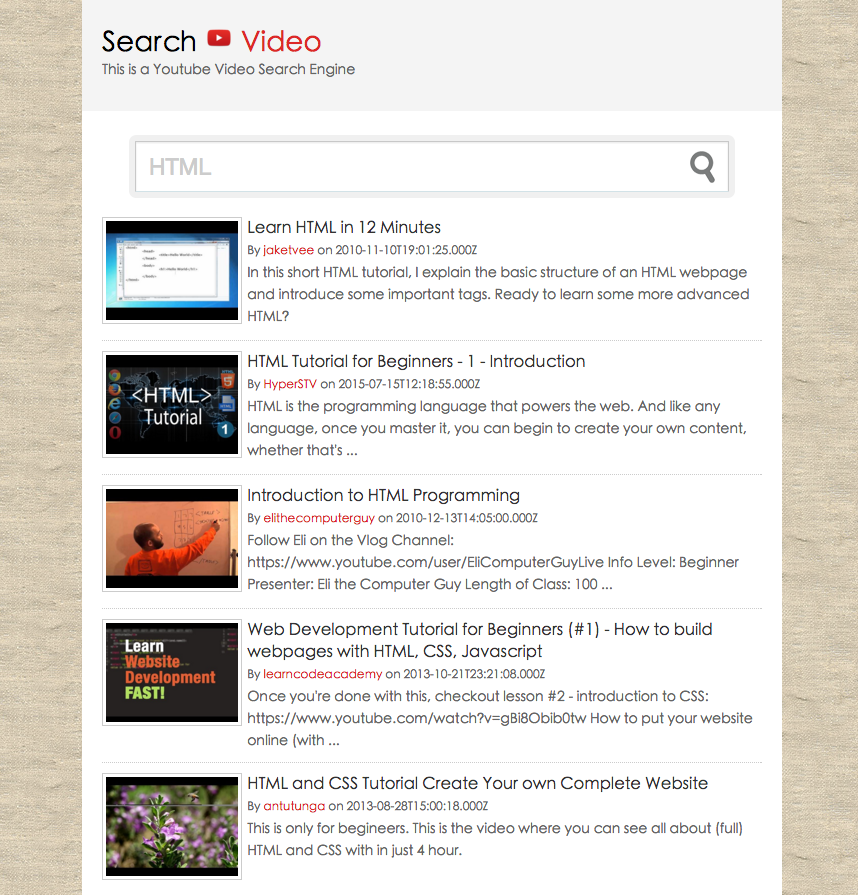 Search Video
This is a Youtube Video Search Engine
HTML
Learn HTML in 12 Minutes
By jaketvee on 2010-11-10T19:01:25.000Z
In this short HTML tutorial, I explain the basic structure of an HTML webpage
and introduce some important tags. Ready to learn some more advanced
HTML?
<HTML>
Tutorial
1
HTML Tutorial for Beginners - 1 - Introduction
By HyperSTV on 2015-07-15T12:18:55.000Z
HTML is the programming language that powers the web. And like any
language, once you master it, you can begin to create your own content,
whether that's ...
Introduction to HTML Programming
By elithecomputerguy on 2010-12-13T14:05:00.000Z
Follow Eli on the Vlog Channel:
https://www.youtube.com/user/EliComputerGuyLive Info Level: Beginner
Presenter: Eli the Computer Guy Length of Class: 100 ...
Learn
Website
Development
FAST!
Web Development Tutorial for Beginners (#1) - How to build
webpages with HTML, CSS, Javascript
By learncodeacademy on 2013-10-21T23:21:08.000Z
Once you're done with this, checkout lesson #2 - introduction to CSS:
https://www.youtube.com/watch?v=gBi8Obib0tw How to put your website
online (with ...
HTML and CSS Tutorial Create Your own Complete Website
By antutunga on 2013-08-28T15:00:18.000Z
This is only for begineers. This is the video where you can see all about (full)
HTML and CSS with in just 4 hour.